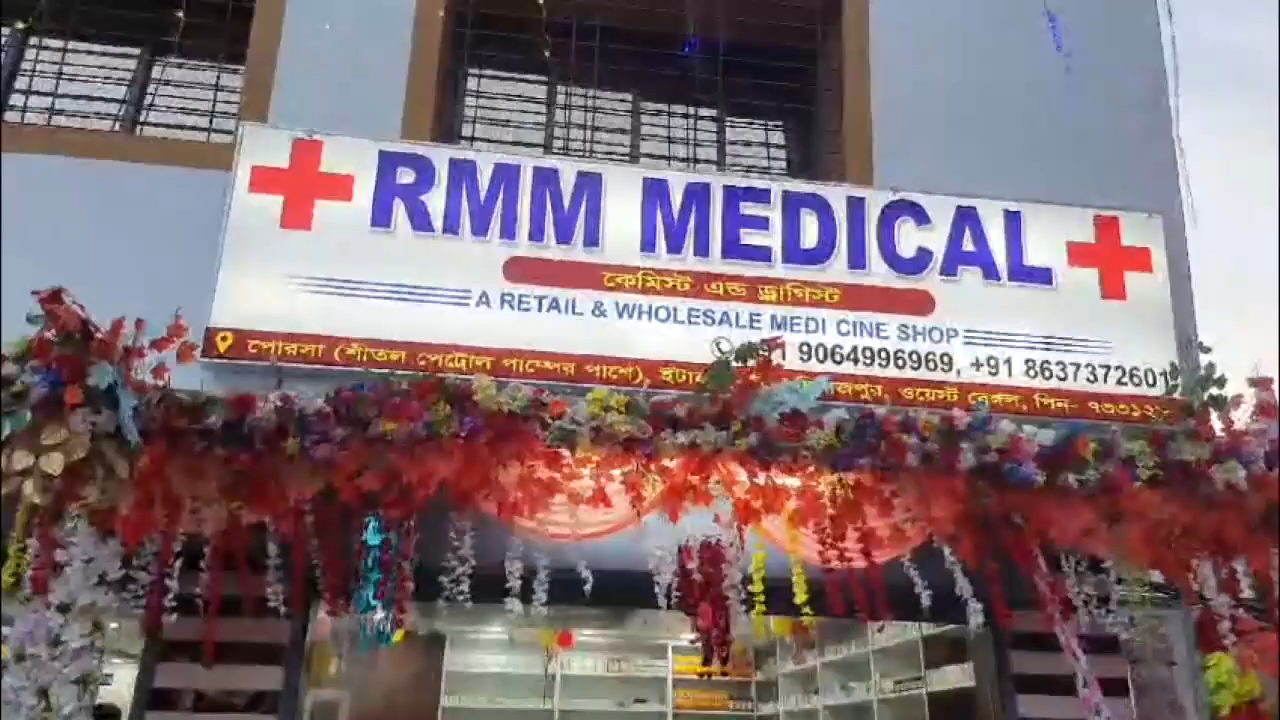 RMM MEDICAL
কেমিস্ট এন্ড ড্রাগিস্ট
A RETAIL & WHOLESALE MEDI CINE SHOP
9064996969, +91 8637372601
পোরসা (শীতল পেট্রোল পাম্পের পাশে), ওয়েস্ট বেঙ্গল, পিন-